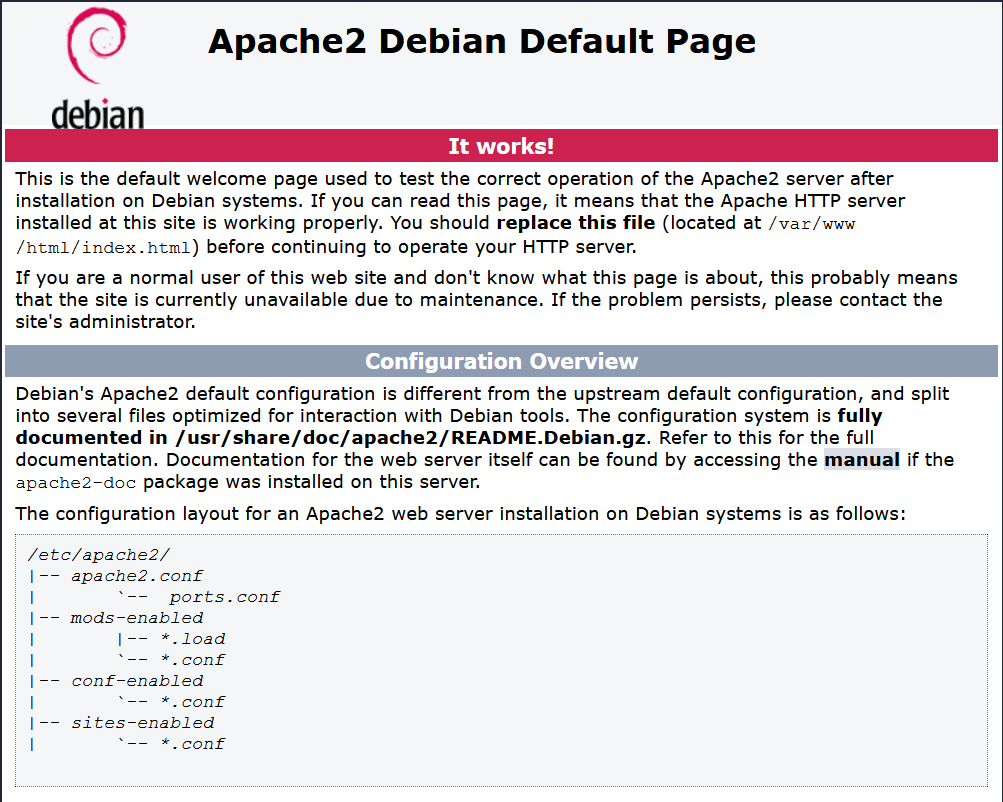 debian
Apache2 Debian Default Page
It works!
This is the default welcome page used to test the correct operation of the Apache2 server after
installation on Debian systems. If you can read this page, it means that the Apache HTTP server
installed at this site is working properly. You should replace this file (located at /var/www
/html/index.html) before continuing to operate your HTTP server.
If you are a normal user of this web site and don't know what this page is about, this probably means
that the site is currently unavailable due to maintenance. If the problem persists, please contact the
site's administrator.
Configuration Overview
Debian's Apache2 default configuration is different from the upstream default configuration, and split
into several files optimized for interaction with Debian tools. The configuration system is fully
documented in /usr/share/doc/apache2/README.Debian.gz. Refer to this for the full
documentation. Documentation for the web server itself can be found by accessing the manual if the
apache2-doc package was installed on this server.
The configuration layout for an Apache2 web server installation on Debian systems is as follows:
/etc/apache2/
|-- apache2.conf
|       `--  ports.conf
|-- mods-enabled
|       |-- *.load
|       `-- *.conf
|-- conf-enabled
|       `-- *.conf
|-- sites-enabled
|       `-- *.conf